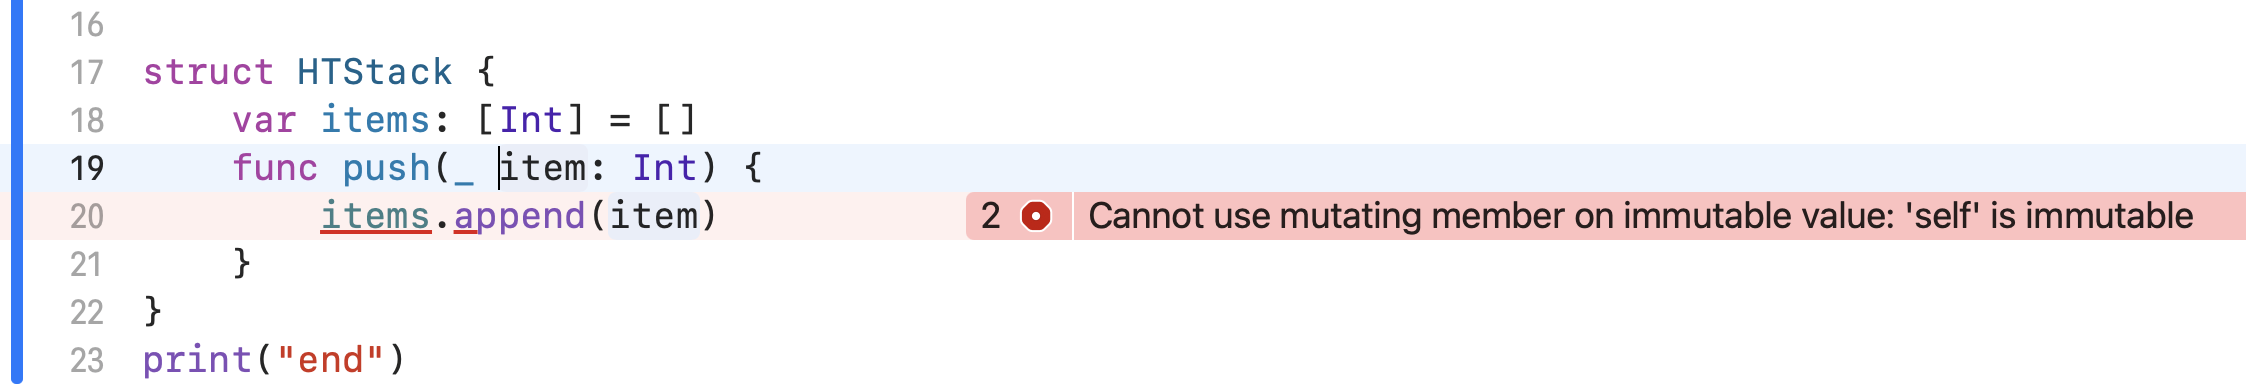 16
17 struct HTStack {
18     var items: [Int] = []
19     func push(_ item: Int) {
20         items.append(item) 2 Cannot use mutating member on immutable value: 'self' is immutable
21     }
22 }
23 print("end")